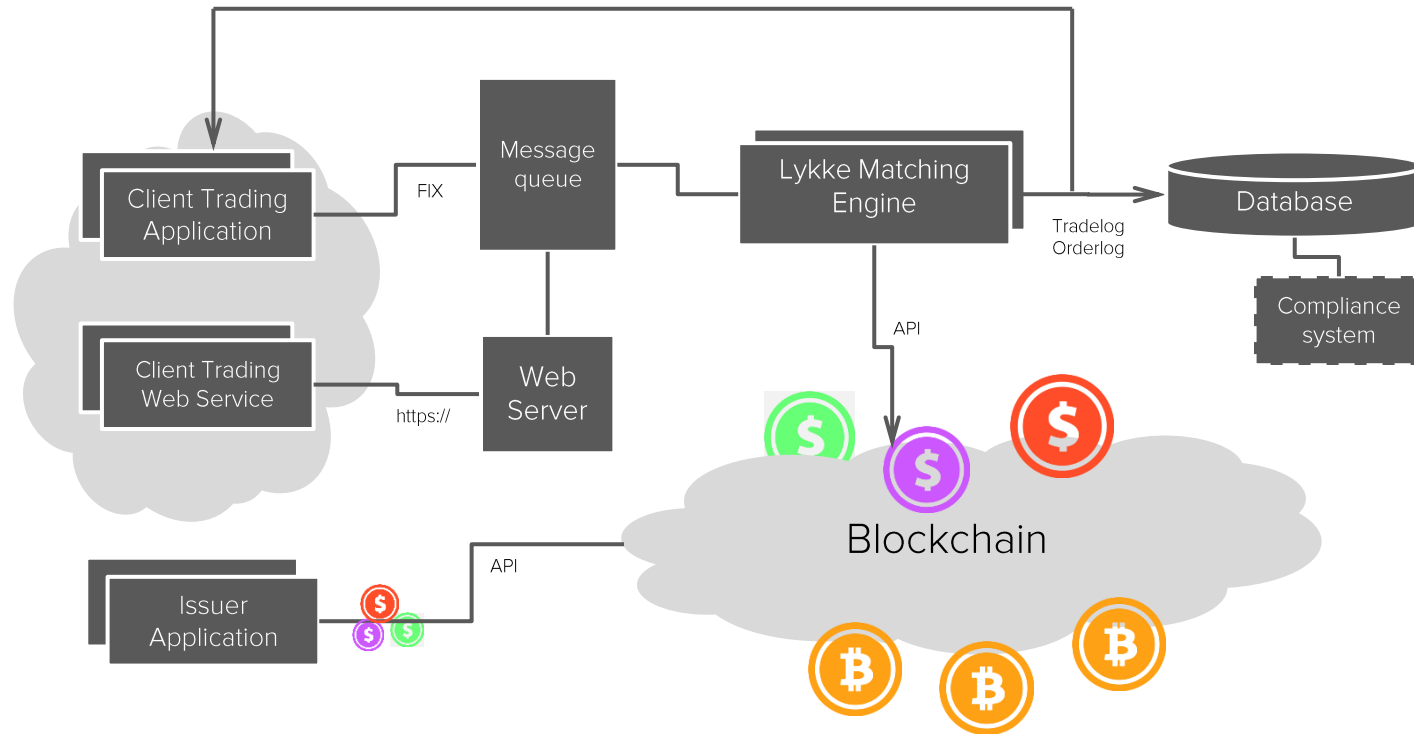 Message
queue
Client Trading
Application
FIX
Lykke Matching
Engine
Tradelog
Orderlog
Database
Compliance
system
API
Client Trading
Web Service
https://
Web
Server
$
$
$
Blockchain
API
Issuer
Application
$
$
$
₿
₿
₿